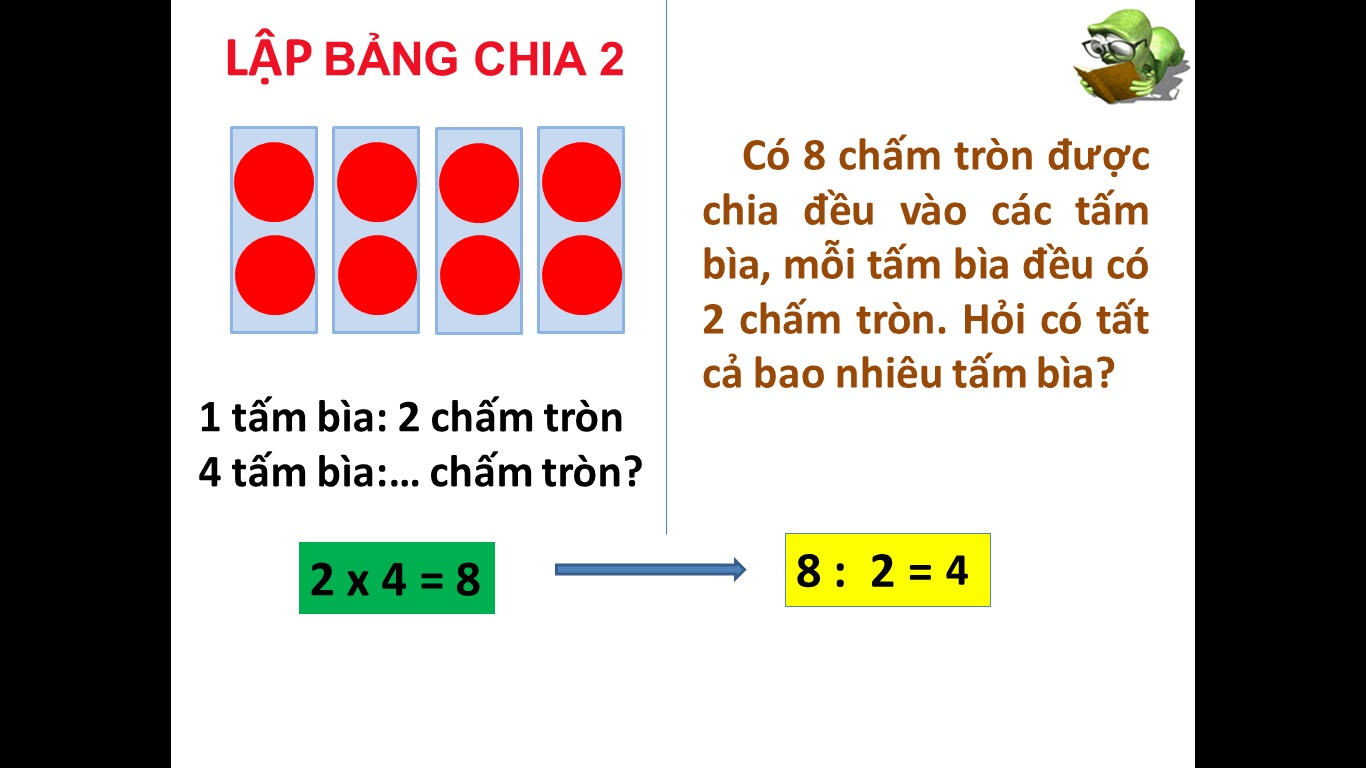 LẬP BẢNG CHIA 2
1 tấm bìa: 2 chấm tròn
4 tấm bìa:... chấm tròn?
Có 8 chấm tròn được
chia đều vào các tấm
bìa, mỗi tấm bìa đều có
2 chấm tròn. Hỏi có tất
cả bao nhiêu tấm bìa?
2 x 4 = 8
8 : 2 = 4